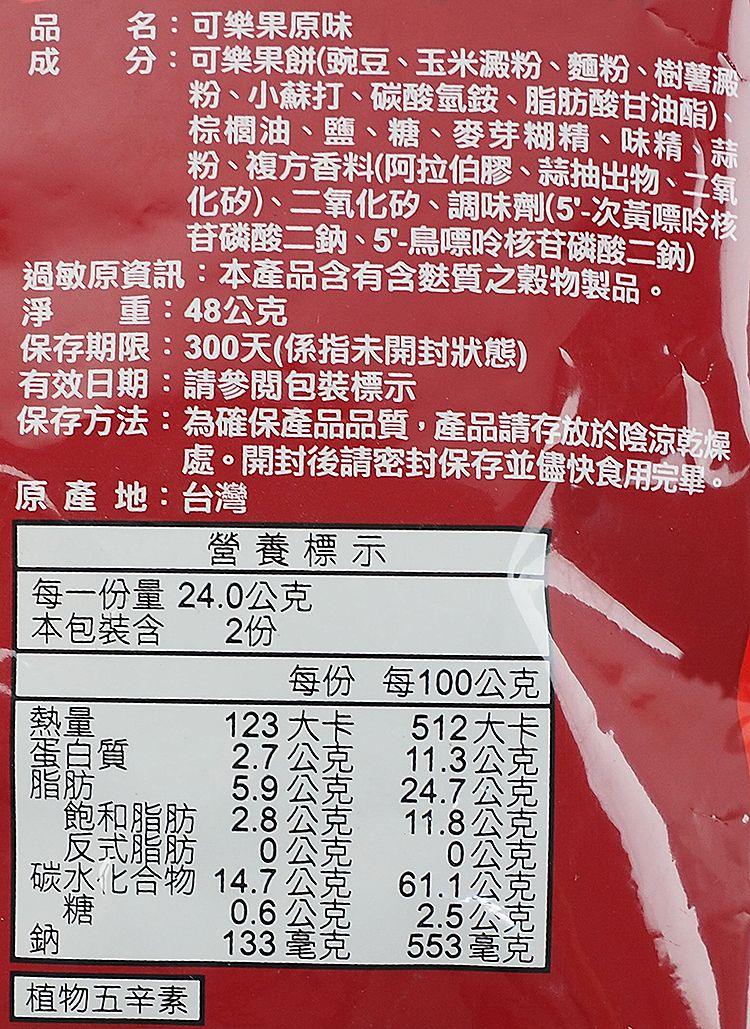 品名：可樂果原味
成分：可樂果餅(豌豆、玉米澱粉、麵粉、樹薯澱
粉、小蘇打、碳酸氫銨、脂肪酸甘油酯)、
棕櫚油、鹽、糖、麥芽糊精、味精、蒜
粉、複方香料(阿拉伯膠、蒜抽出物、二氧
化矽)、二氧化矽、調味劑(5'-次黃嘌呤核
苷磷酸二鈉、5'-鳥嘌呤核苷磷酸二鈉)
過敏原資訊：本產品含有含麩質之穀物製品。
淨重：48公克
保存期限：300天(係指未開封狀態)
有效日期：請參閱包裝標示
保存方法：為確保產品品質，產品請存放於陰涼乾燥
處。開封後請密封保存並儘快食用完畢。
原產地：台灣
營養標示
每一份量 24.0公克
本包裝含 2份
每份 每100公克
熱量 123大卡 512大卡
蛋白質 2.7公克 11.3公克
脂肪 5.9公克 24.7公克
飽和脂肪 2.8公克 11.8公克
反式脂肪 0公克 0公克
碳水化合物 14.7公克 61.1公克
糖 0.6公克 2.5公克
鈉 133毫克 553毫克
植物五辛素